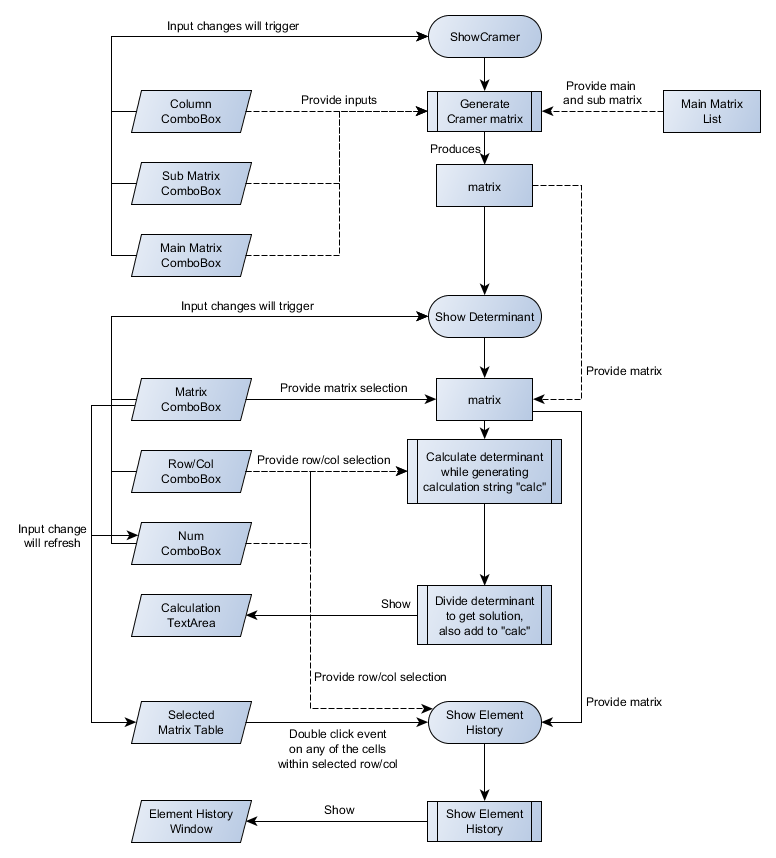 Input changes will trigger
ShowCramer
Column
ComboBox
Provide inputs
Generate
Cramer matrix
Provide main
and sub matrix
Main Matrix
List
Produces
Sub Matrix
ComboBox
matrix
Main Matrix
ComboBox
Input changes will trigger
Show Determinant
Provide matrix
Matrix
ComboBox
Provide matrix selection
matrix
Row/Col
ComboBox
Provide row/col selection
Calculate determinant
while generating
calculation string "calc"
Input change
will refresh
Num
ComboBox
Calculation
TextArea
Show
Divide determinant
to get solution,
also add to "calc"
Provide row/col selection
Provide matrix
Selected
Matrix Table
Double click event
on any of the cells
within selected row/col
Show Element
History
Element History
Window
Show
Show Element
History